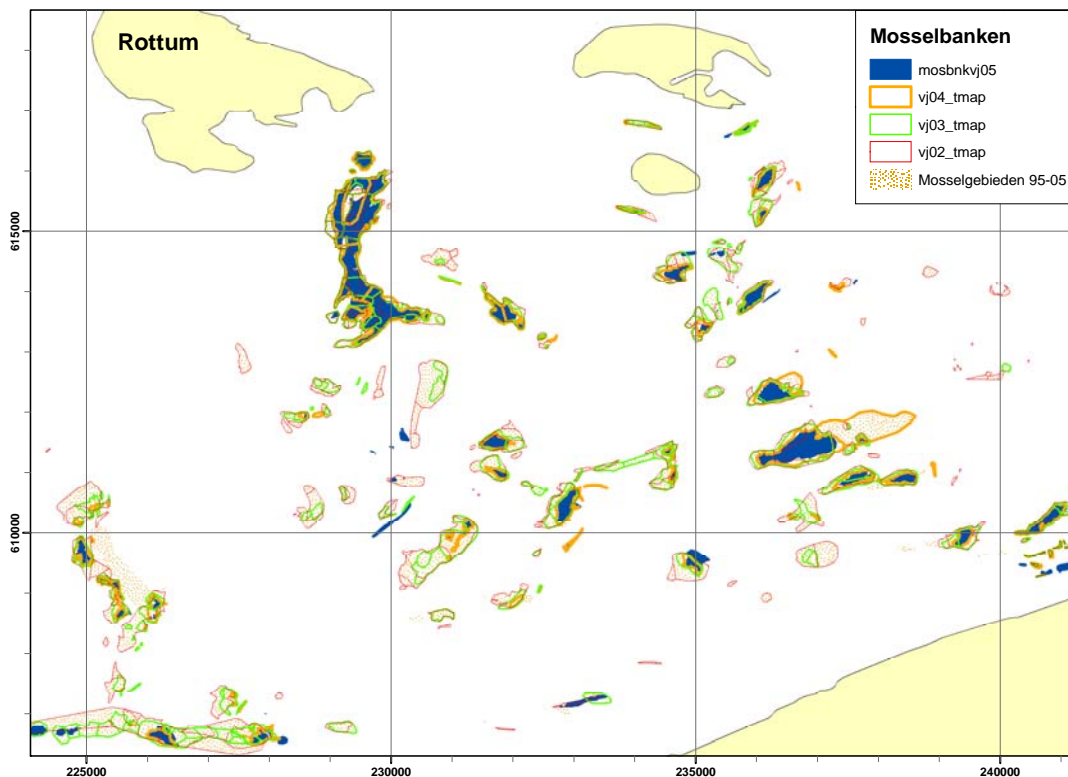 Rottum
Mosselbanken
mosbnkvj05
vj04_tmap
vj03_tmap
vj02_tmap
Mosselgebieden 95-05
615000
610000
225000
230000
235000
240000